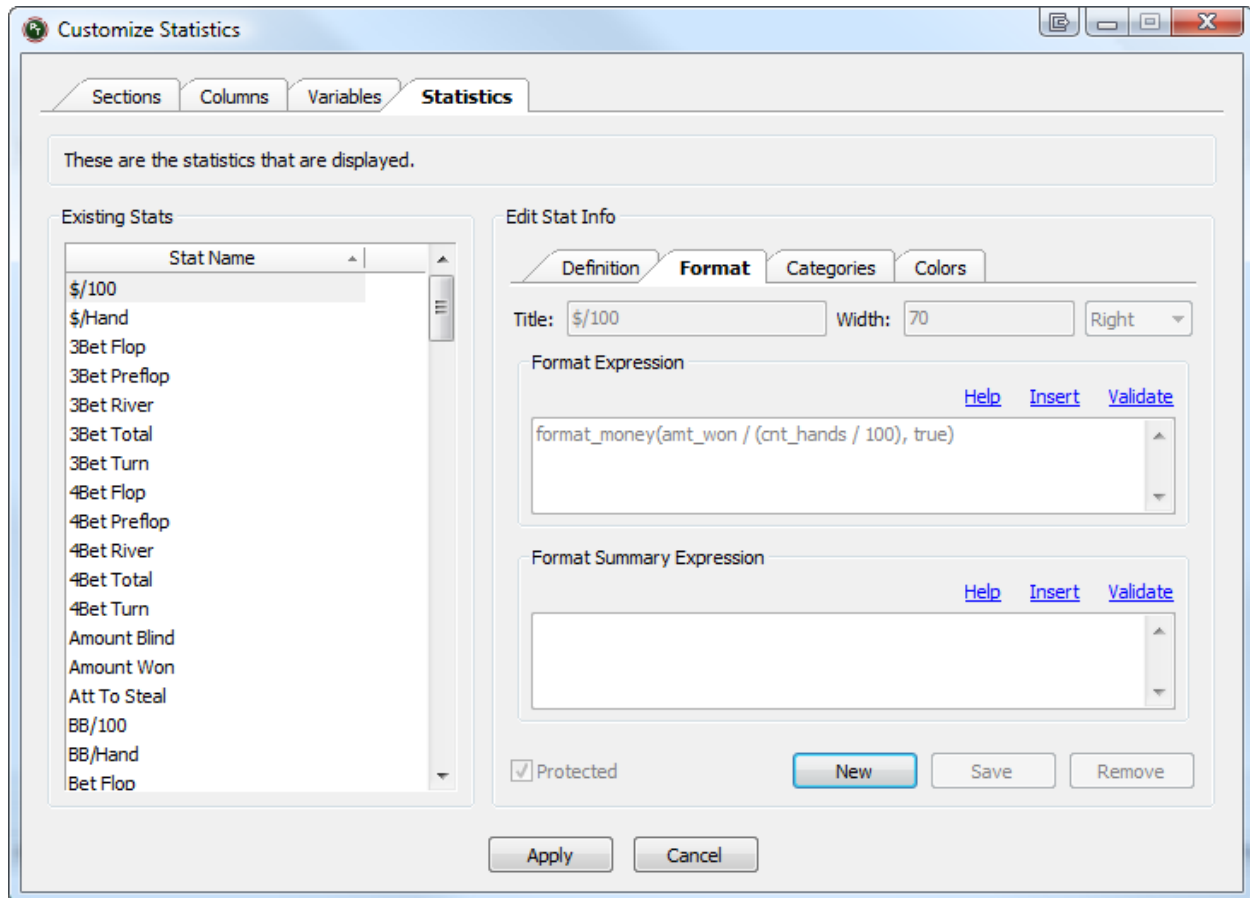 Customize Statistics
Sections Columns Variables Statistics
These are the statistics that are displayed.
Existing Stats
Stat Name
$/100
$/Hand
3Bet Flop
3Bet Preflop
3Bet River
3Bet Total
3Bet Turn
4Bet Flop
4Bet Preflop
4Bet River
4Bet Total
4Bet Turn
Amount Blind
Amount Won
Att To Steal
BB/100
BB/Hand
Bet Flop
Edit Stat Info
Definition Format Categories Colors
Title: $/100 Width: 70 Right
Format Expression
Help Insert Validate
format_money(amt_won / (cnt_hands / 100), true)
Format Summary Expression
Help Insert Validate
Protected New Save Remove
Apply Cancel